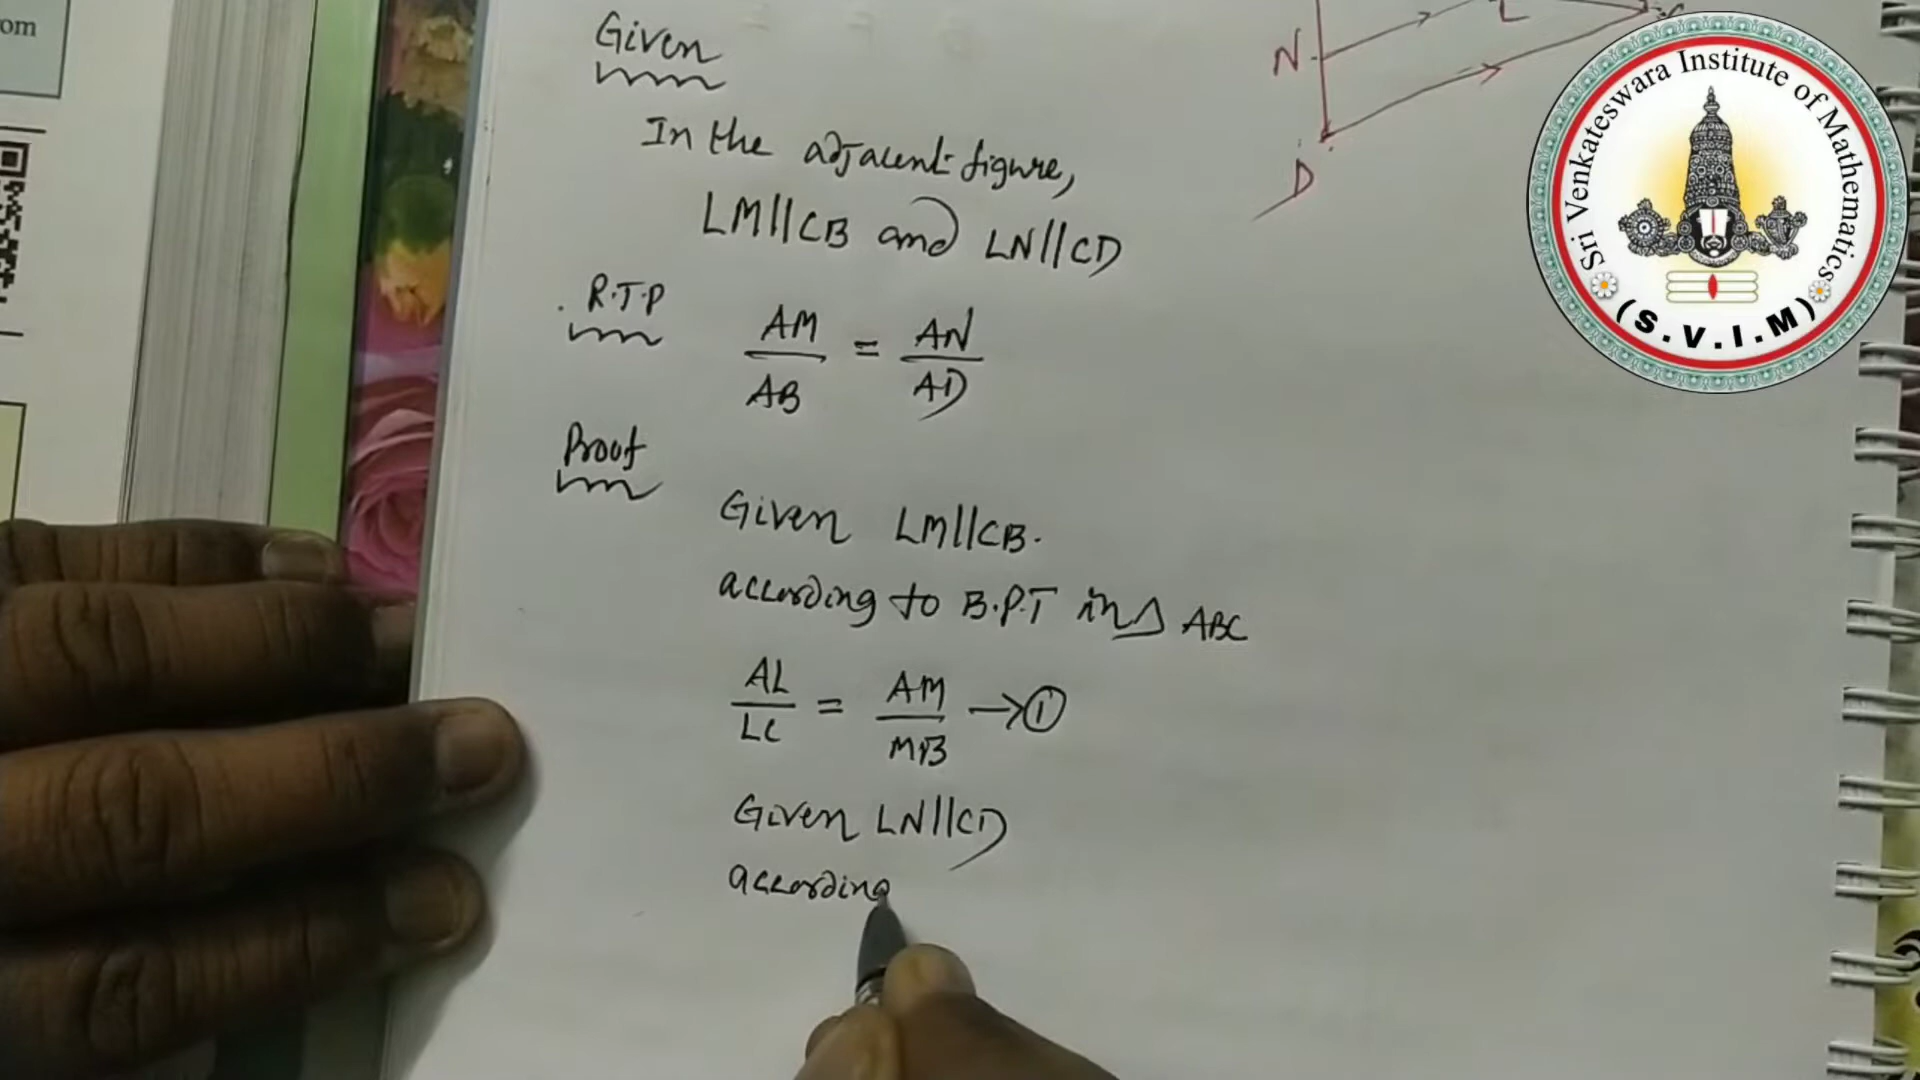 om
Given
In the adjacent figure,
LM||CB and LN||CD
R.T.P
AM/AB = AN/AD
Proof
Given LM||CB.
according to B.P.T in △ ABC
AL/LC = AM/MB → ①
Given LN||CD
according
N
L
C
D
Sri Venkateswara Institute of Mathematics
(S.V.I.M)